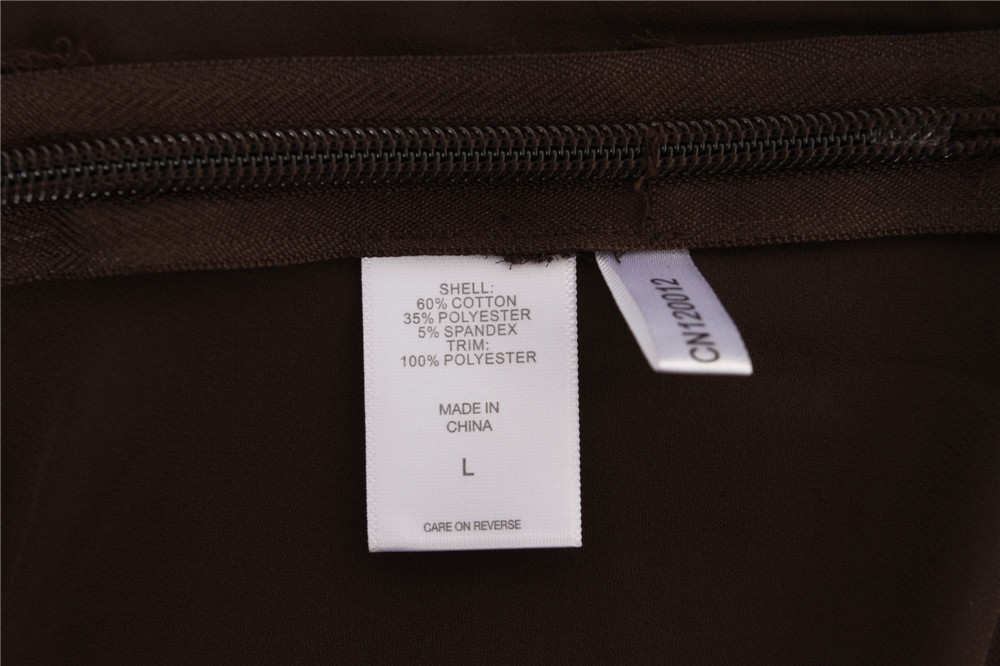 SHELL:
60% COTTON
35% POLYESTER
5% SPANDEX
TRIM:
100% POLYESTER
MADE IN
CHINA
L
CARE ON REVERSE
CN120012